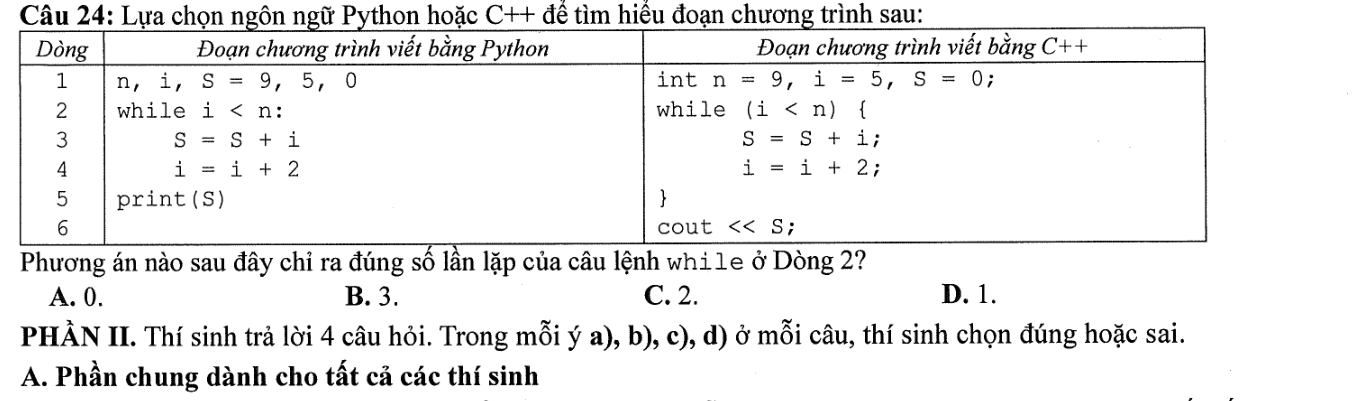 Câu 24: Lựa chọn ngôn ngữ Python hoặc C++ để tìm hiểu đoạn chương trình sau:
Dòng Đoạn chương trình viết bằng Python Đoạn chương trình viết bằng C++
1 n, i, S = 9, 5, 0 int n = 9, i = 5, S = 0;
2 while i < n: while (i < n) {
3 S = S + i S = S + i;
4 i = i + 2 i = i + 2;
5 print(S) }
6 cout << S;
Phương án nào sau đây chỉ ra đúng số lần lặp của câu lệnh while ở Dòng 2?
A. 0. B. 3. C. 2. D. 1.
PHẦN II. Thí sinh trả lời 4 câu hỏi. Trong mỗi ý a), b), c), d) ở mỗi câu, thí sinh chọn đúng hoặc sai.
A. Phần chung dành cho tất cả các thí sinh